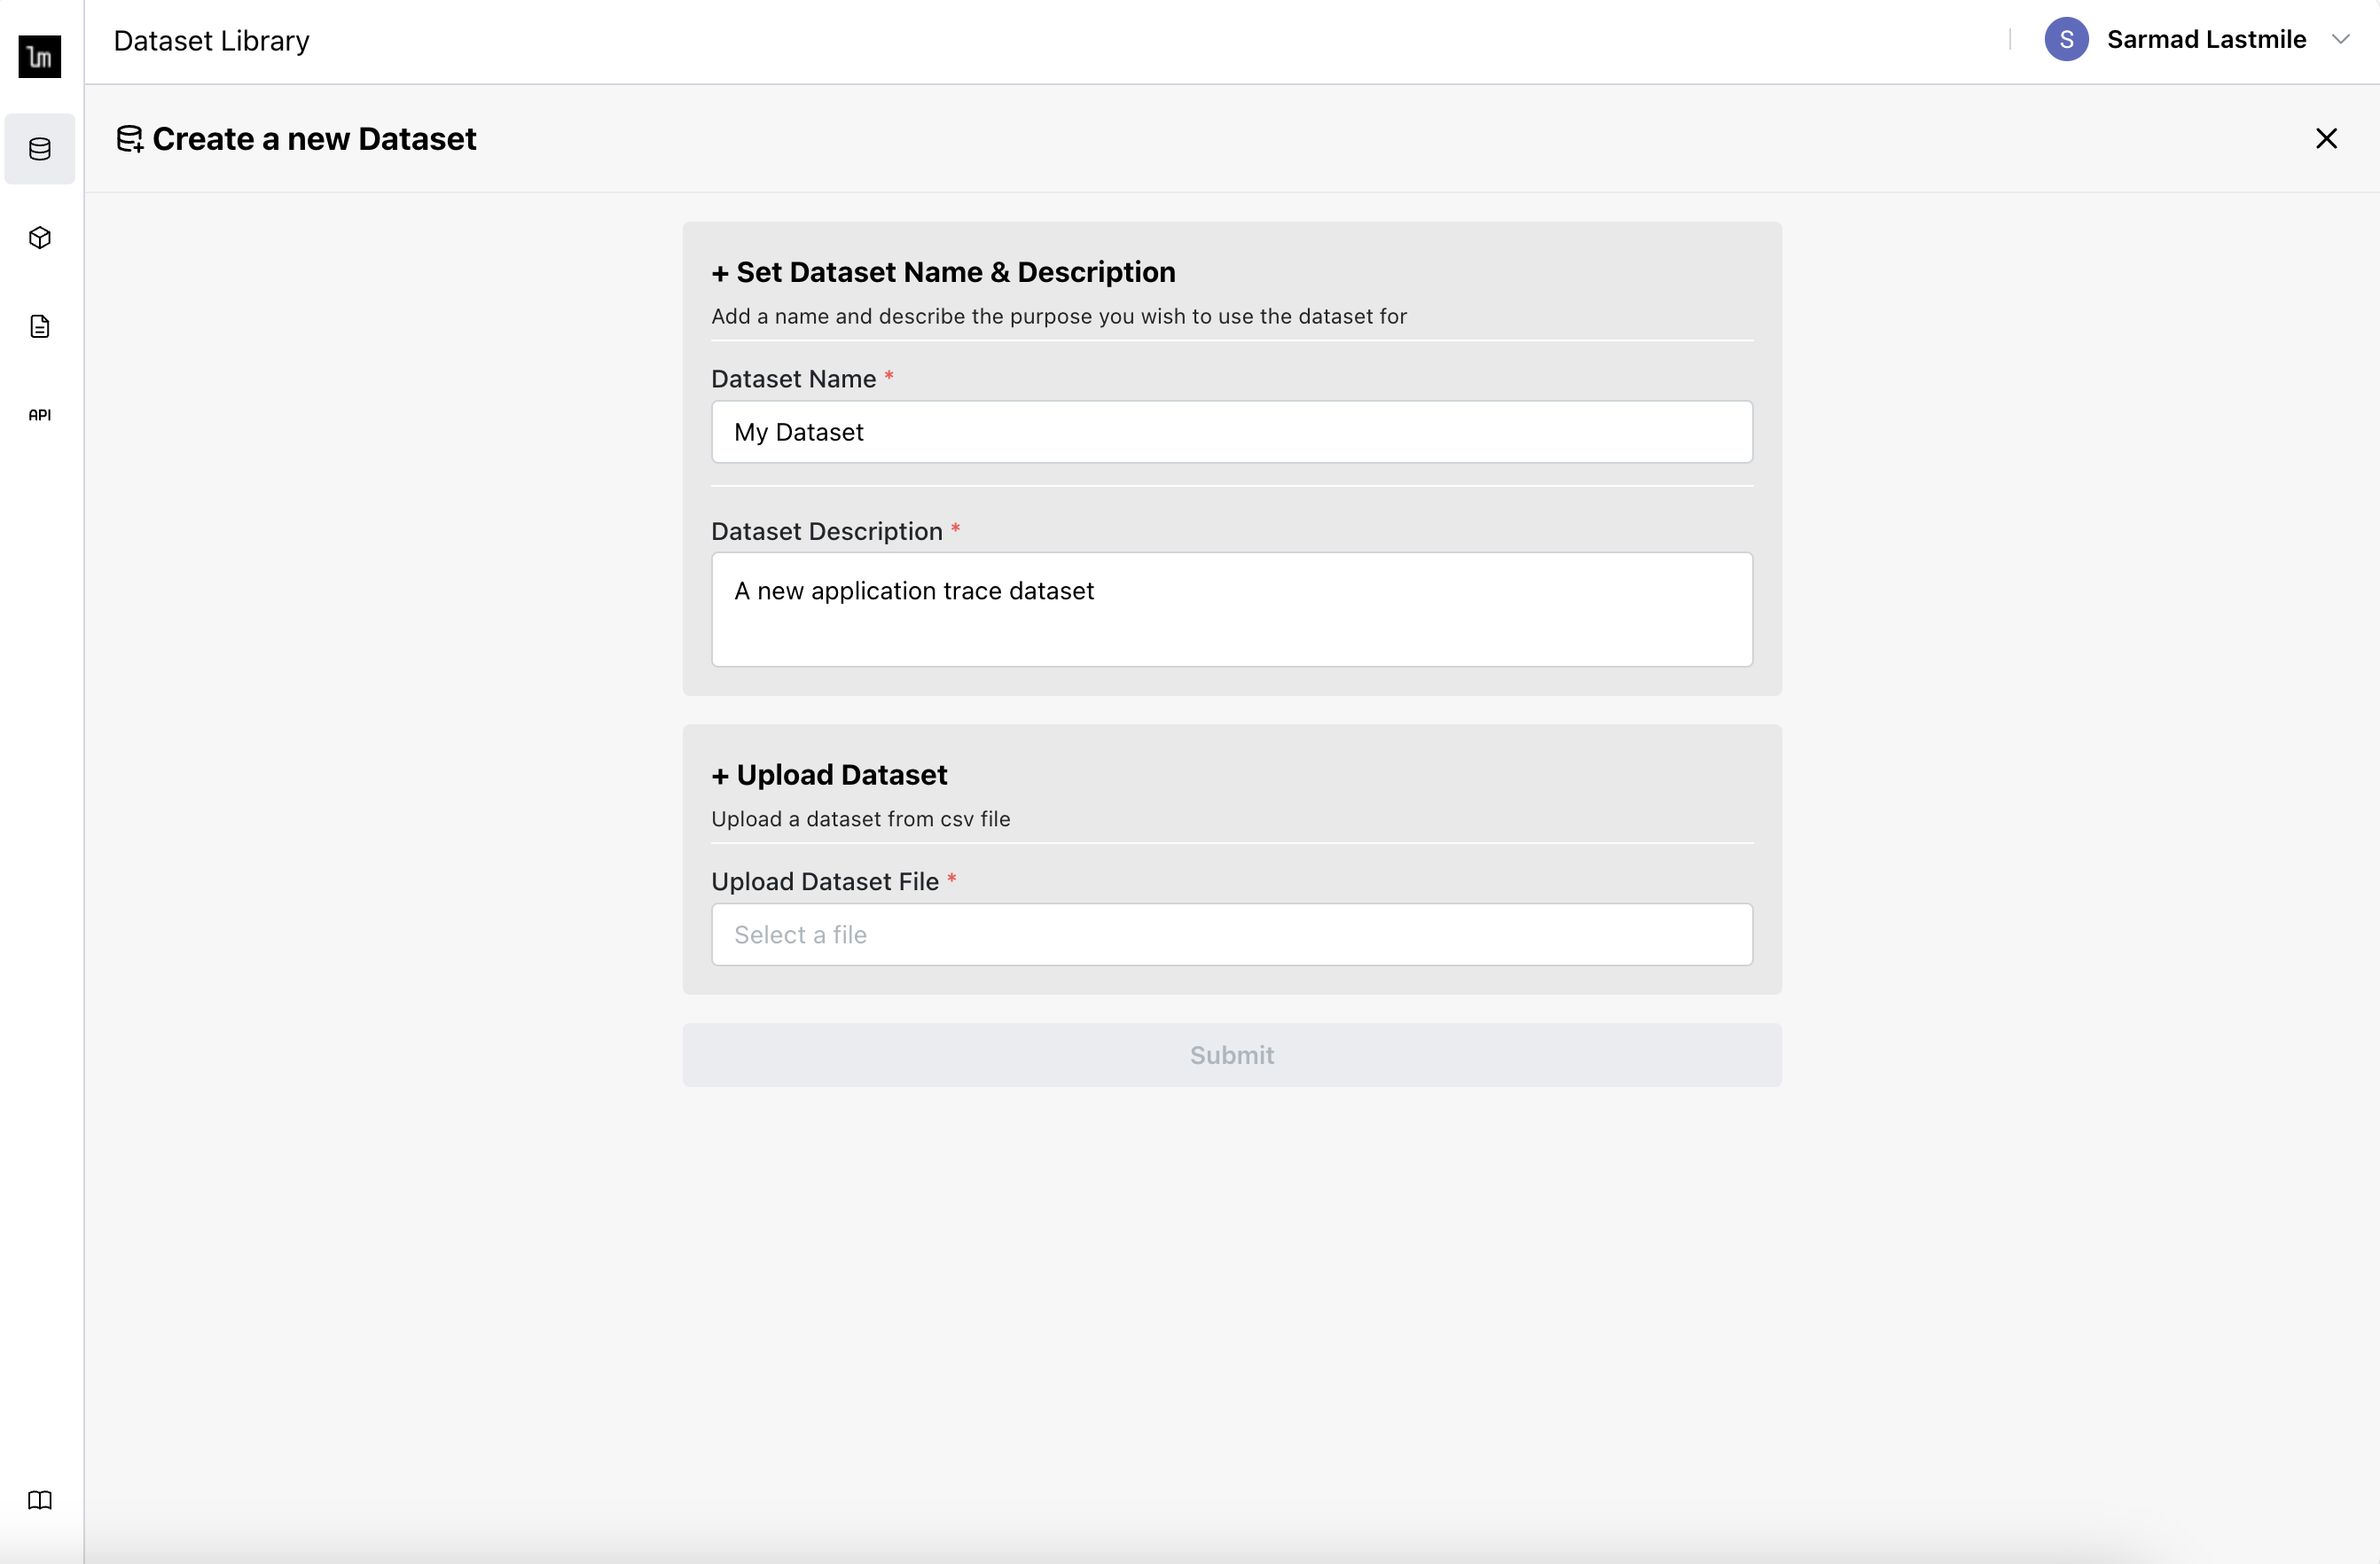 lm
Dataset Library
S
Sarmad Lastmile
Create a new Dataset
API
+ Set Dataset Name & Description
Add a name and describe the purpose you wish to use the dataset for
Dataset Name *
My Dataset
Dataset Description *
A new application trace dataset
+ Upload Dataset
Upload a dataset from csv file
Upload Dataset File *
Select a file
Submit